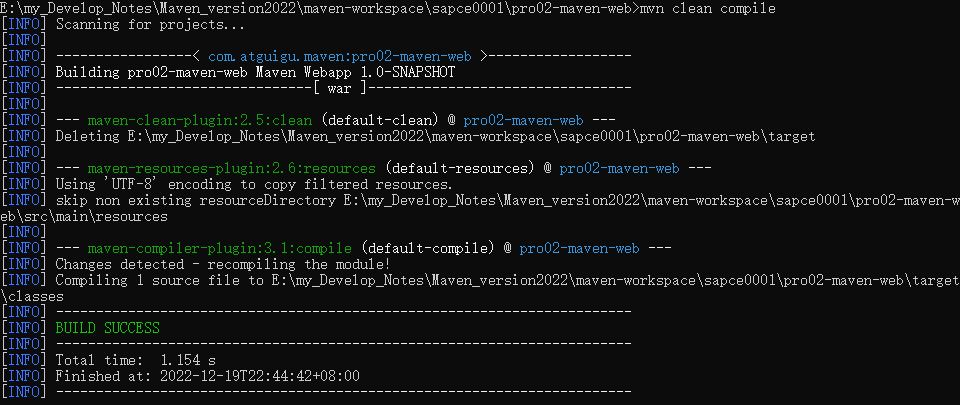 E:\my_Develop_Notes\Maven_version2022\maven-workspace\sapce0001\pro02-maven-web>mvn clean compile
[INFO] Scanning for projects...
[INFO]
[INFO] ----------------< com.atguigu.maven:pro02-maven-web >-----------------
[INFO] Building pro02-maven-web Maven Webapp 1.0-SNAPSHOT
[INFO] --------------------------------[ war ]---------------------------------
[INFO]
[INFO] --- maven-clean-plugin:2.5:clean (default-clean) @ pro02-maven-web ---
[INFO] Deleting E:\my_Develop_Notes\Maven_version2022\maven-workspace\sapce0001\pro02-maven-web\target
[INFO]
[INFO] --- maven-resources-plugin:2.6:resources (default-resources) @ pro02-maven-web ---
[INFO] Using 'UTF-8' encoding to copy filtered resources.
[INFO] skip non existing resourceDirectory E:\my_Develop_Notes\Maven_version2022\maven-workspace\sapce0001\pro02-maven-w
eb\src\main\resources
[INFO]
[INFO] --- maven-compiler-plugin:3.1:compile (default-compile) @ pro02-maven-web ---
[INFO] Changes detected - recompiling the module!
[INFO] Compiling 1 source file to E:\my_Develop_Notes\Maven_version2022\maven-workspace\sapce0001\pro02-maven-web\target
\classes
[INFO] ------------------------------------------------------------------------
[INFO] BUILD SUCCESS
[INFO] ------------------------------------------------------------------------
[INFO] Total time:  1.154 s
[INFO] Finished at: 2022-12-19T22:44:42+08:00
[INFO] ------------------------------------------------------------------------